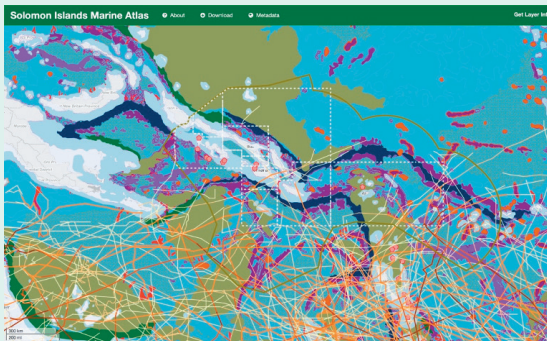 Solomon Islands Marine Atlas
About
Download
Metadata
Get Layer Inf
300 km
200 mi